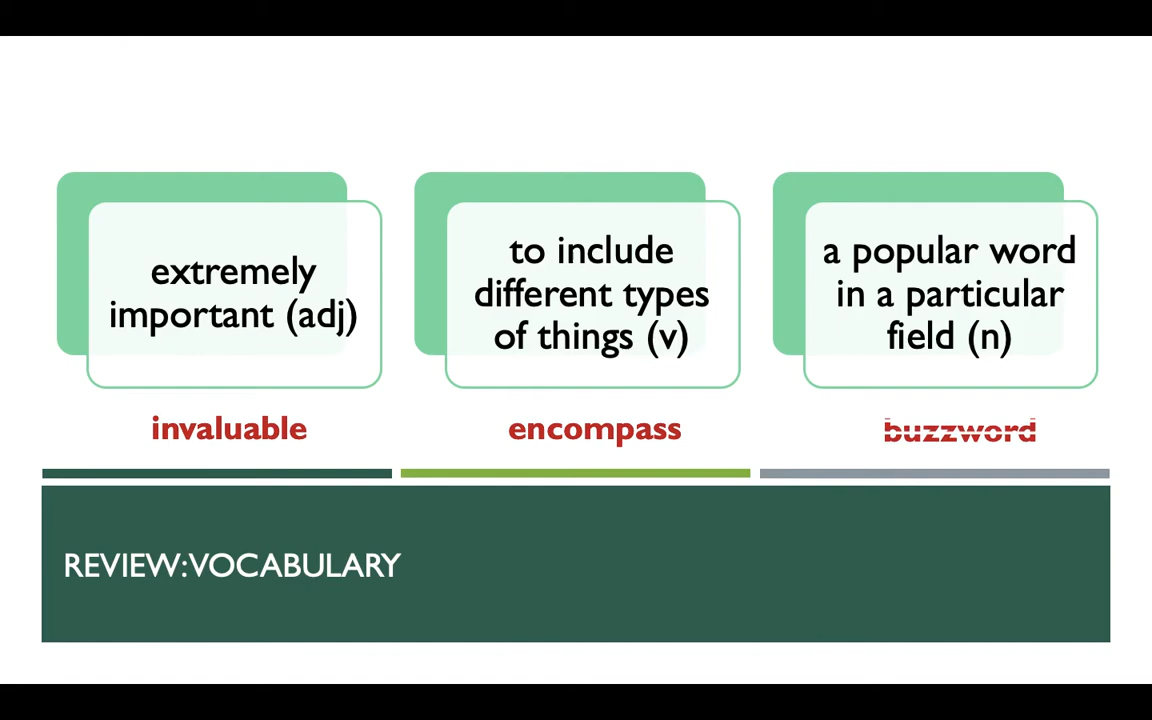 extremely
important (adj)
to include
different types
of things (v)
a popular word
in a particular
field (n)
invaluable
encompass
buzzword
REVIEW: VOCABULARY